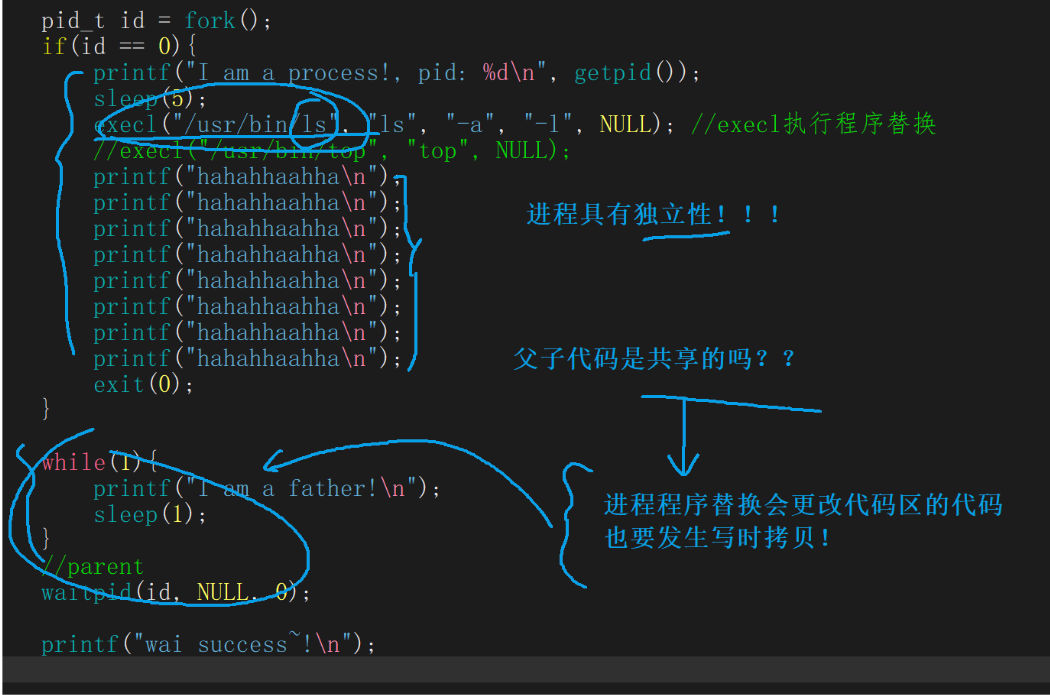 pid_t id = fork();
if(id == 0){
printf("I am a process!, pid: %d\n", getpid());
sleep(5);
execl("/usr/bin/ls", "ls", "-a", "-l", NULL); //execl执行程序替换
//execl("/usr/bin/top", "top", NULL);
printf("hahahhaahha\n");
printf("hahahhaahha\n");
printf("hahahhaahha\n");
进程具有独立性!!!
printf("hahahhaahha\n");
printf("hahahhaahha\n");
printf("hahahhaahha\n");
printf("hahahhaahha\n");
printf("hahahhaahha\n");
父子代码是共享的吗??
exit(0);
}
while(1){
printf("I am a father!\n");
sleep(1);
}
进程程序替换会更改代码区的代码
也要发生写时拷贝!
//parent
waitpid(id, NULL, 0);
printf("wai success~!\n");